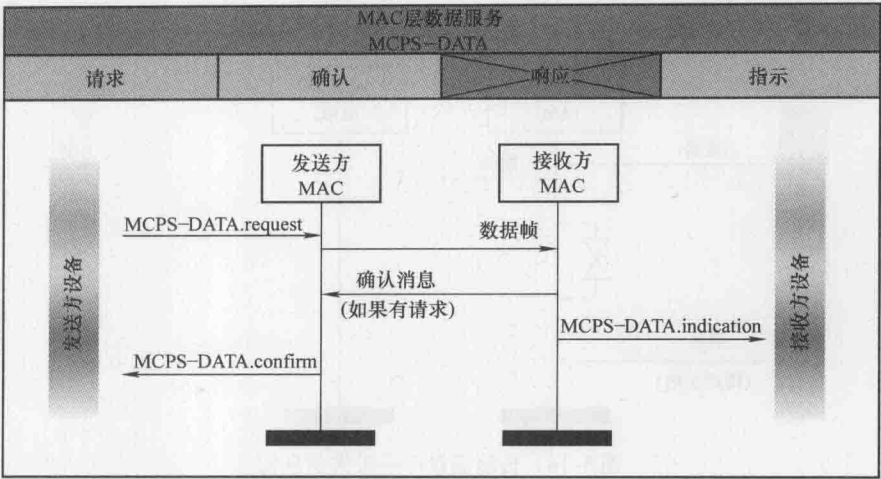 MAC层数据服务
MCPS-DATA
请求
确认
响应
指示
发送方
MAC
接收方
MAC
MCPS-DATA.request
数据帧
确认消息
(如果有请求)
MCPS-DATA.indication
MCPS-DATA.confirm
发送方设备
接收方设备